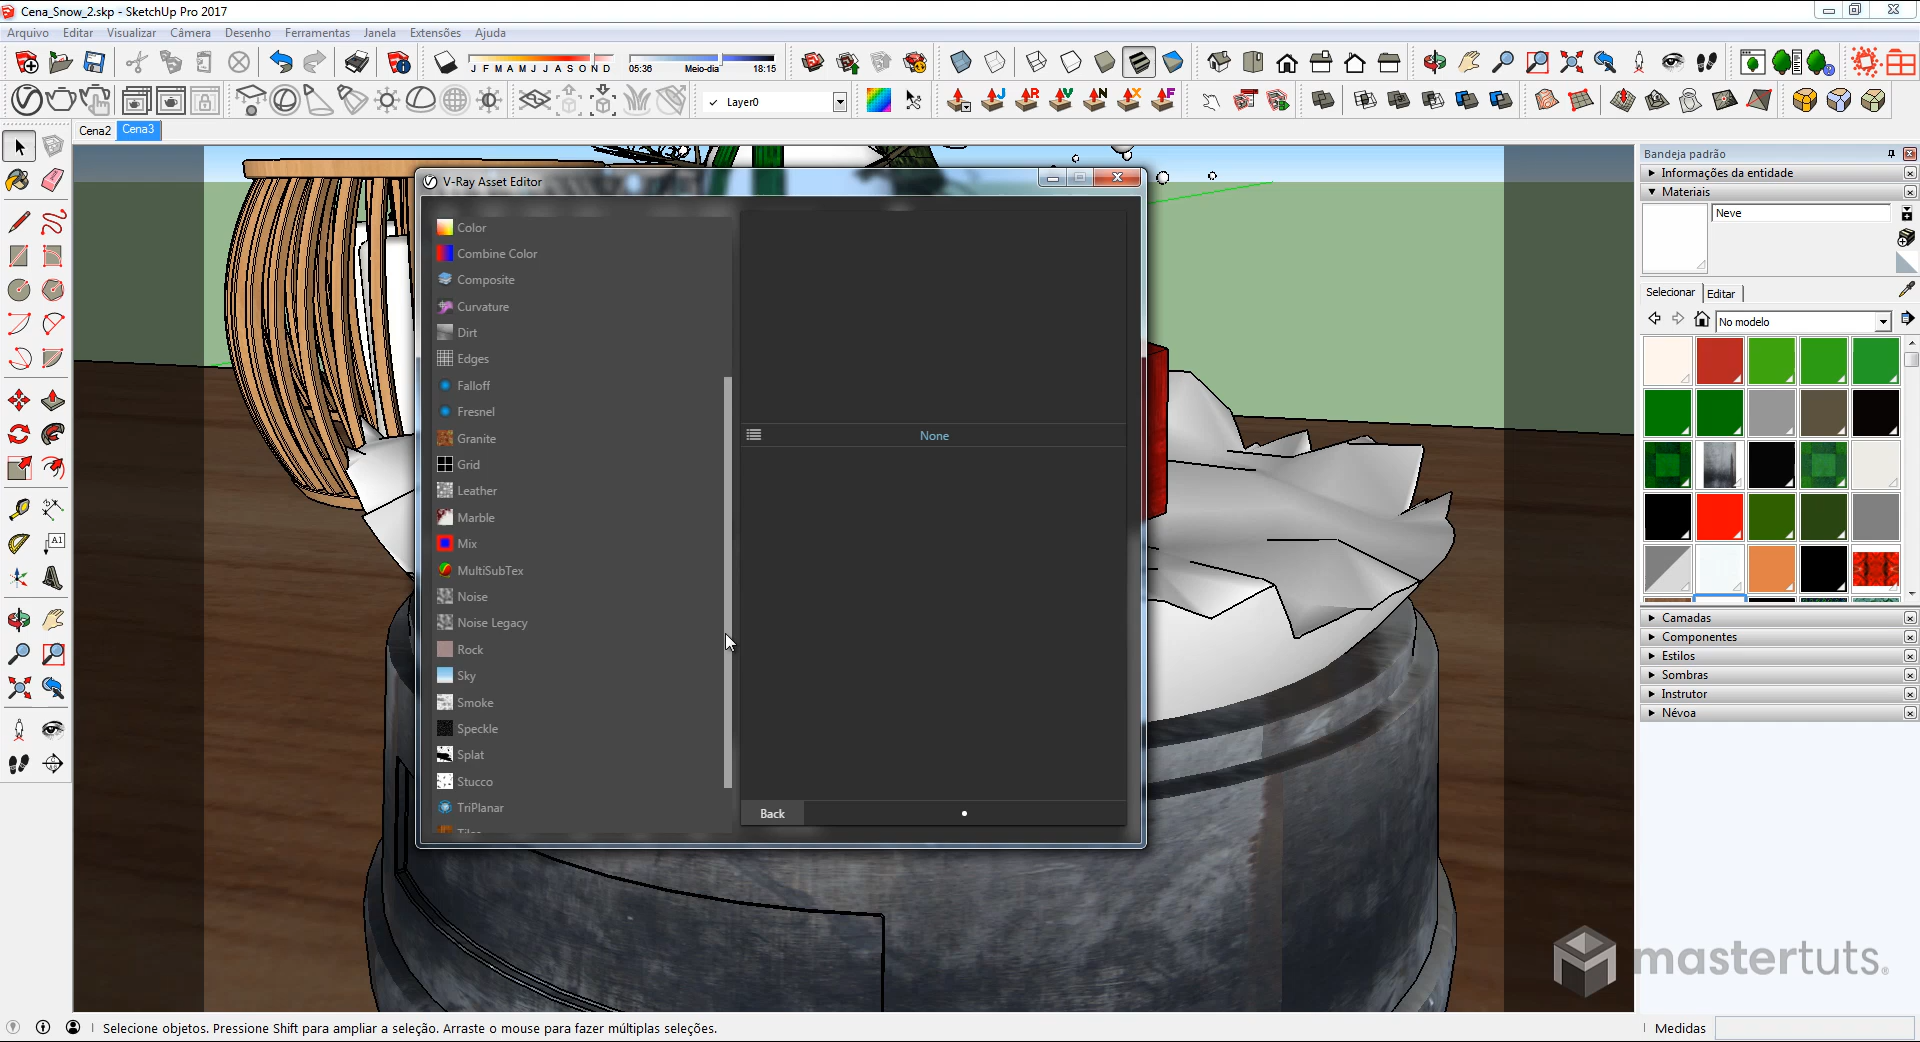 Cena_Snow_2.skp - SketchUp Pro 2017
Arquivo Editar Visualizar Câmera Desenho Ferramentas Janela Extensões Ajuda
J F M A M J J A S O N D
05:36 Meio-dia 18:15
Layer0
J R V N X F
Cena2 Cena3
V-Ray Asset Editor
Color
Combine Color
Composite
Curvature
Dirt
Edges
Falloff
Fresnel
Granite
Grid
Leather
Marble
Mix
MultiSubTex
Noise
Noise Legacy
Rock
Sky
Smoke
Speckle
Splat
Stucco
TriPlanar
None
Back
A1
Bandeja padrão
Informações da entidade
Materiais
Neve
Selecionar Editar
No modelo
Camadas
Componentes
Estilos
Sombras
Instrutor
Névoa
mastertuts.
Selecione objetos. Pressione Shift para ampliar a seleção. Arraste o mouse para fazer múltiplas seleções.
Medidas